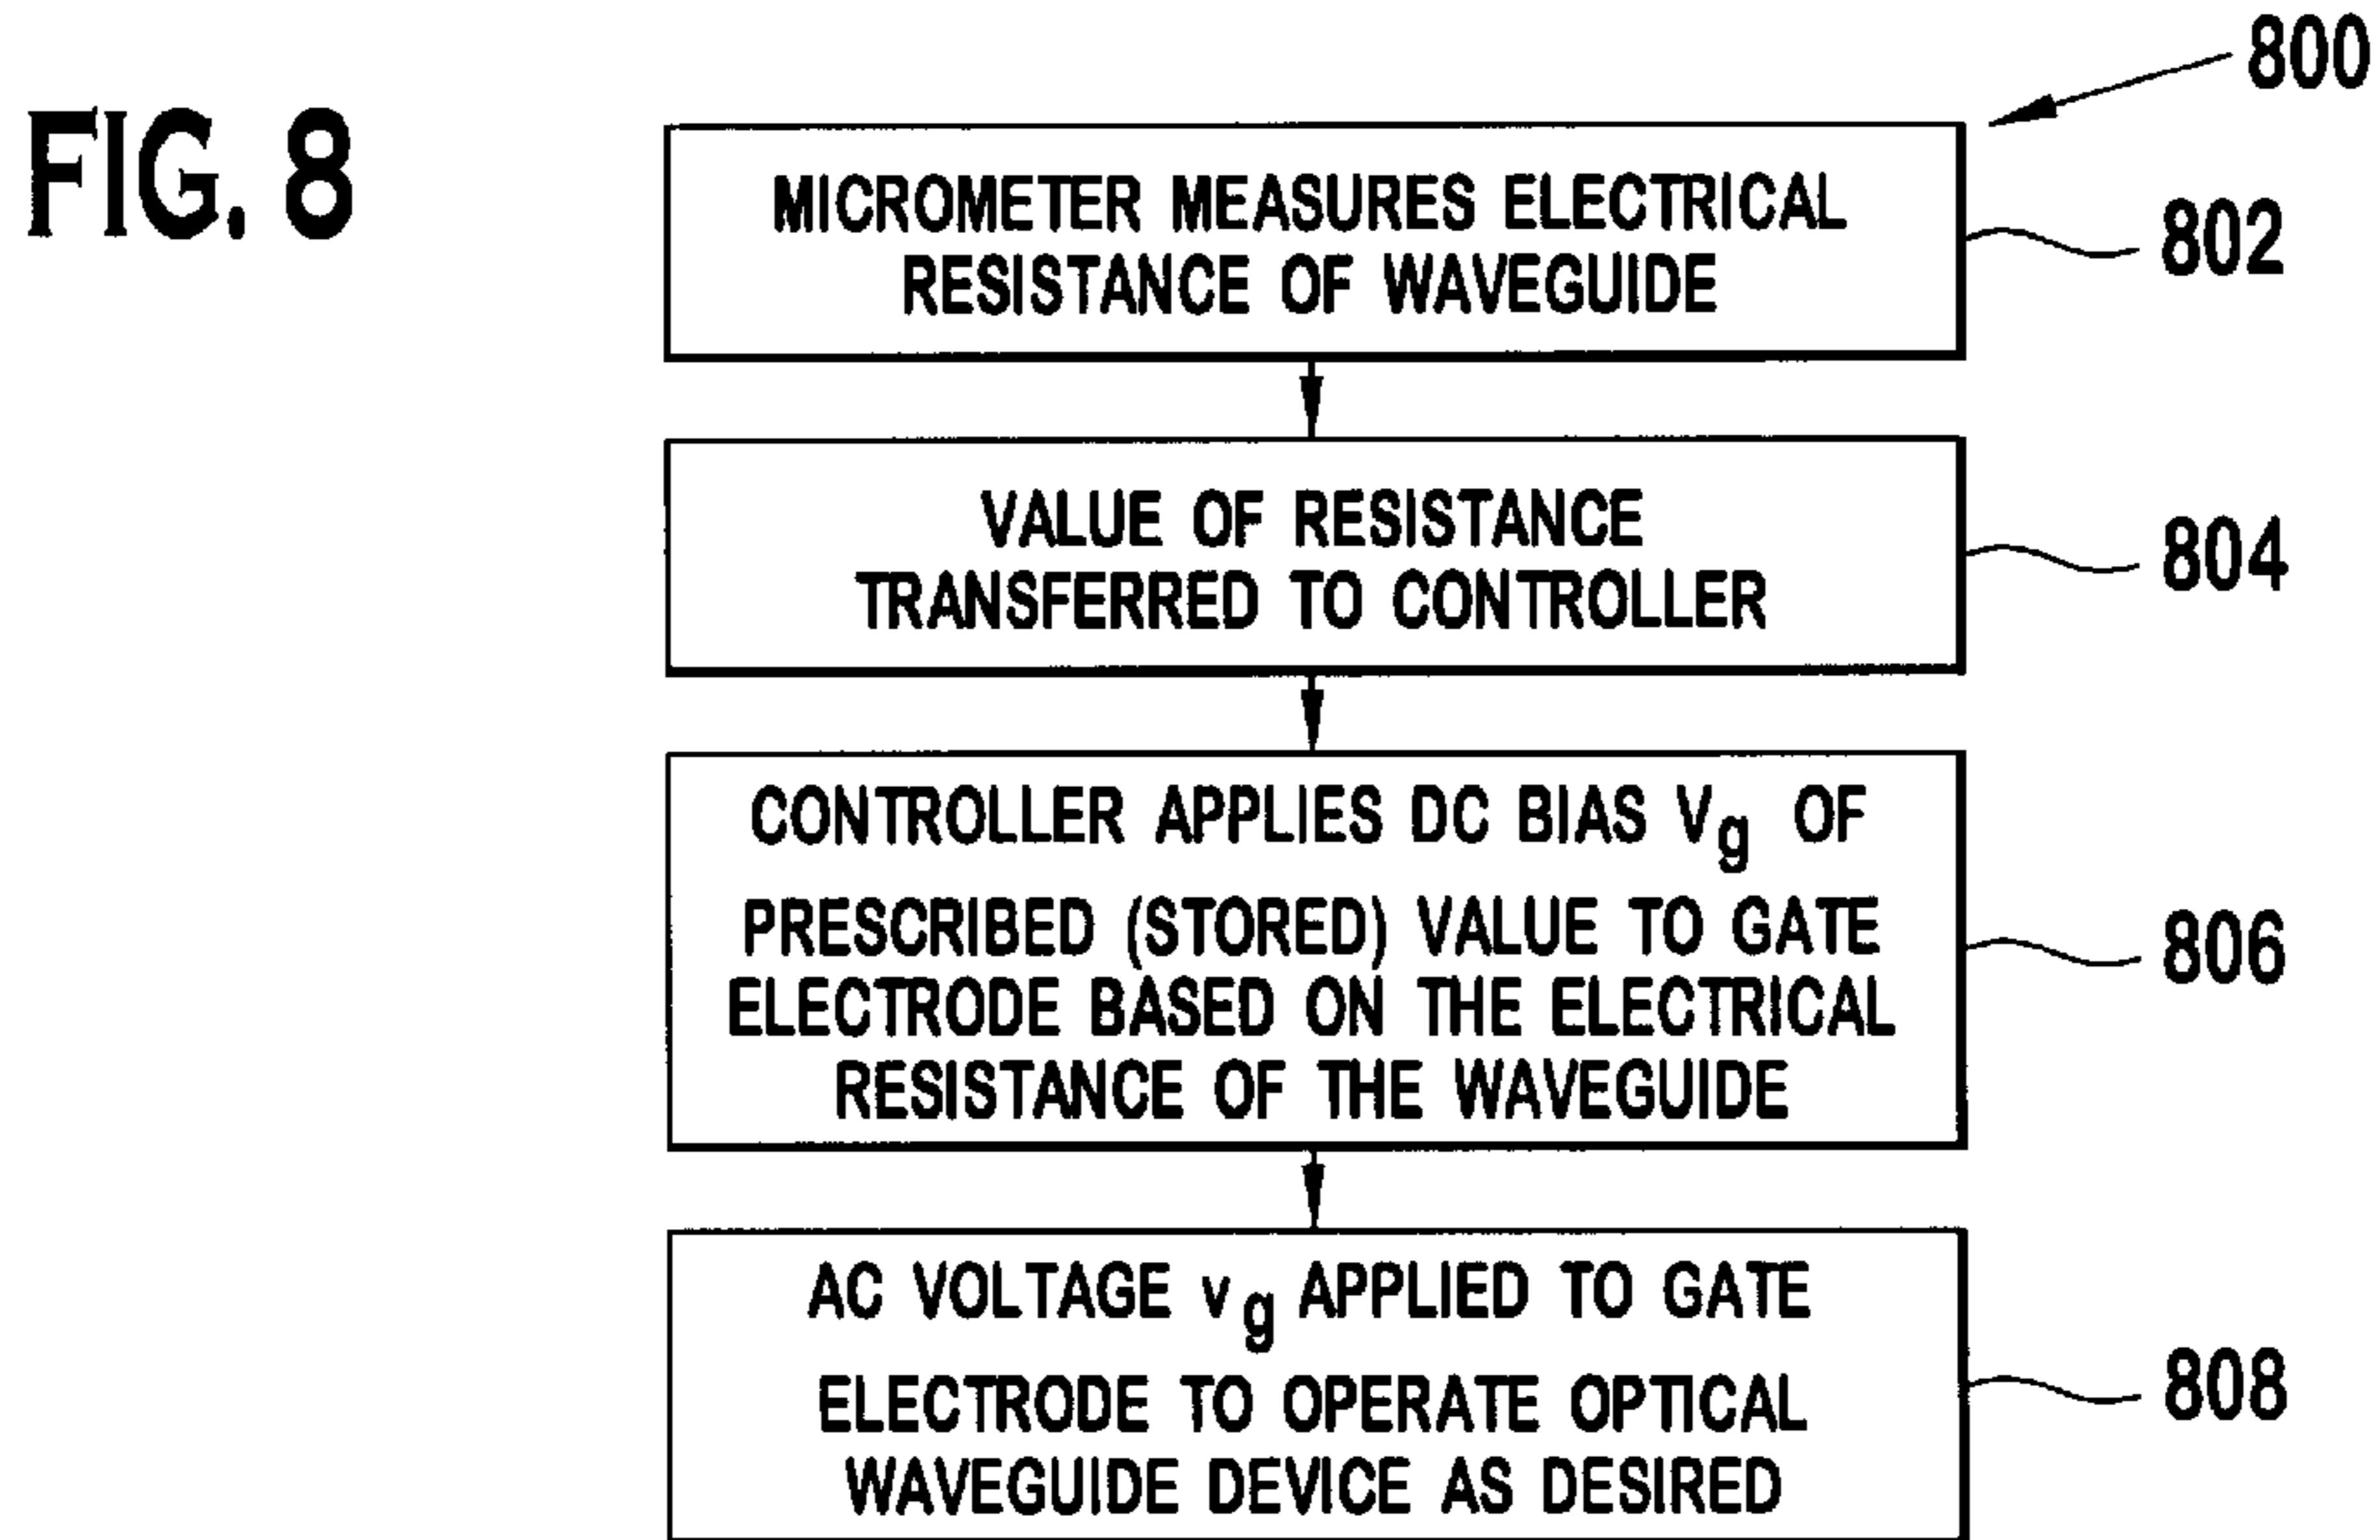 FIG. 8
800
MICROMETER MEASURES ELECTRICAL
RESISTANCE OF WAVEGUIDE
802
VALUE OF RESISTANCE
TRANSFERRED TO CONTROLLER
804
CONTROLLER APPLIES DC BIAS Vg OF
PRESCRIBED (STORED) VALUE TO GATE
ELECTRODE BASED ON THE ELECTRICAL
RESISTANCE OF THE WAVEGUIDE
806
AC VOLTAGE vg APPLIED TO GATE
ELECTRODE TO OPERATE OPTICAL
WAVEGUIDE DEVICE AS DESIRED
808